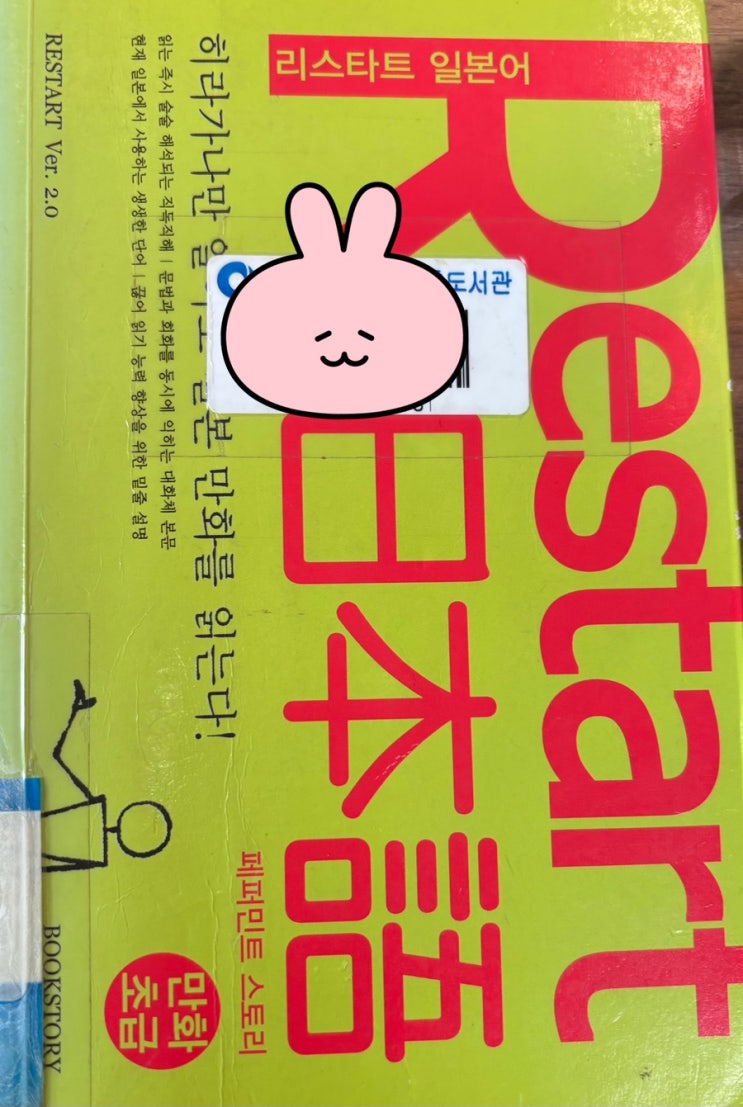 리스타트 일본어
Restart
日本語
페퍼민트 스토리
히라가나만 일본 만화를 읽는다!
읽는 즉시 술술 해석되는 직독직해 | 문법과 회화를 동시에 익히는 대화체 본문
현재 일본에서 사용하는 생생한 단어 | 끊어 읽기 능력 향상을 위한 밑줄 설명
만화
초급
RESTART Ver. 2.0
BOOKSTORY
도서관